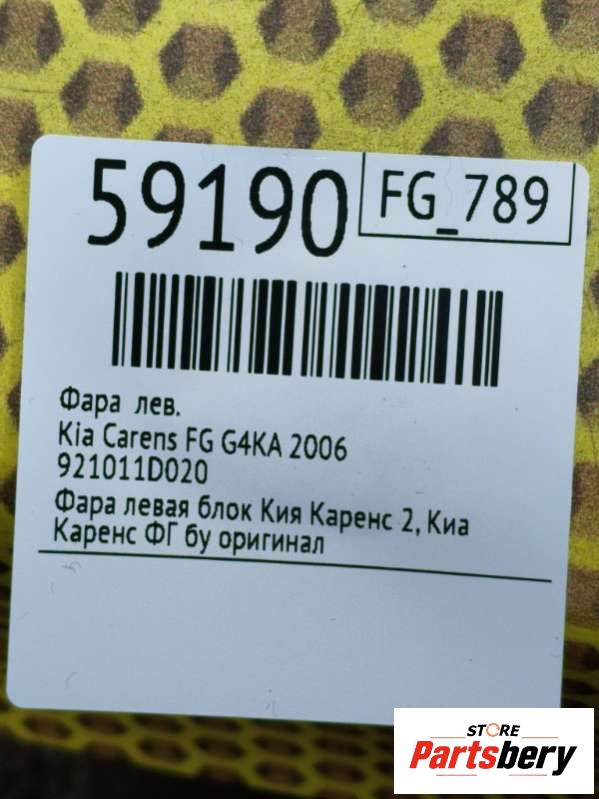 59190
FG_789
Фара лев.
Kia Carens FG G4KA 2006
921011D020
Фара левая блок Кия Каренс 2, Киа
Каренс ФГ бу оригинал
STORE
Partsbery